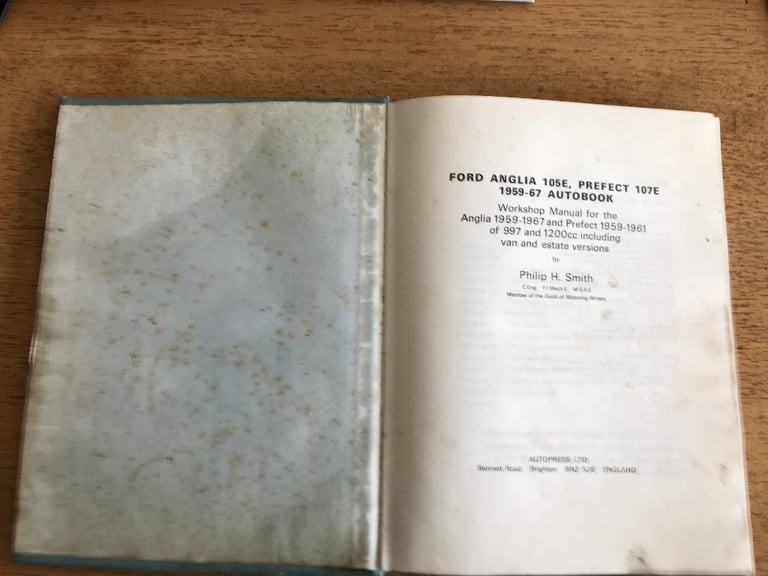 FORD ANGLIA 105E, PREFECT 107E
1959-67 AUTOBOOK
Workshop Manual for the
Anglia 1959-1967 and Prefect 1959-1961
of 997 and 1200cc including
van and estate versions
by
Philip H. Smith
C.Eng. F.I.Mech.E. M.S.A.E.
Member of the Guild of Motoring Writers
AUTOPRESS LTD.
Bennett Road, Brighton, BN2 5JG, ENGLAND